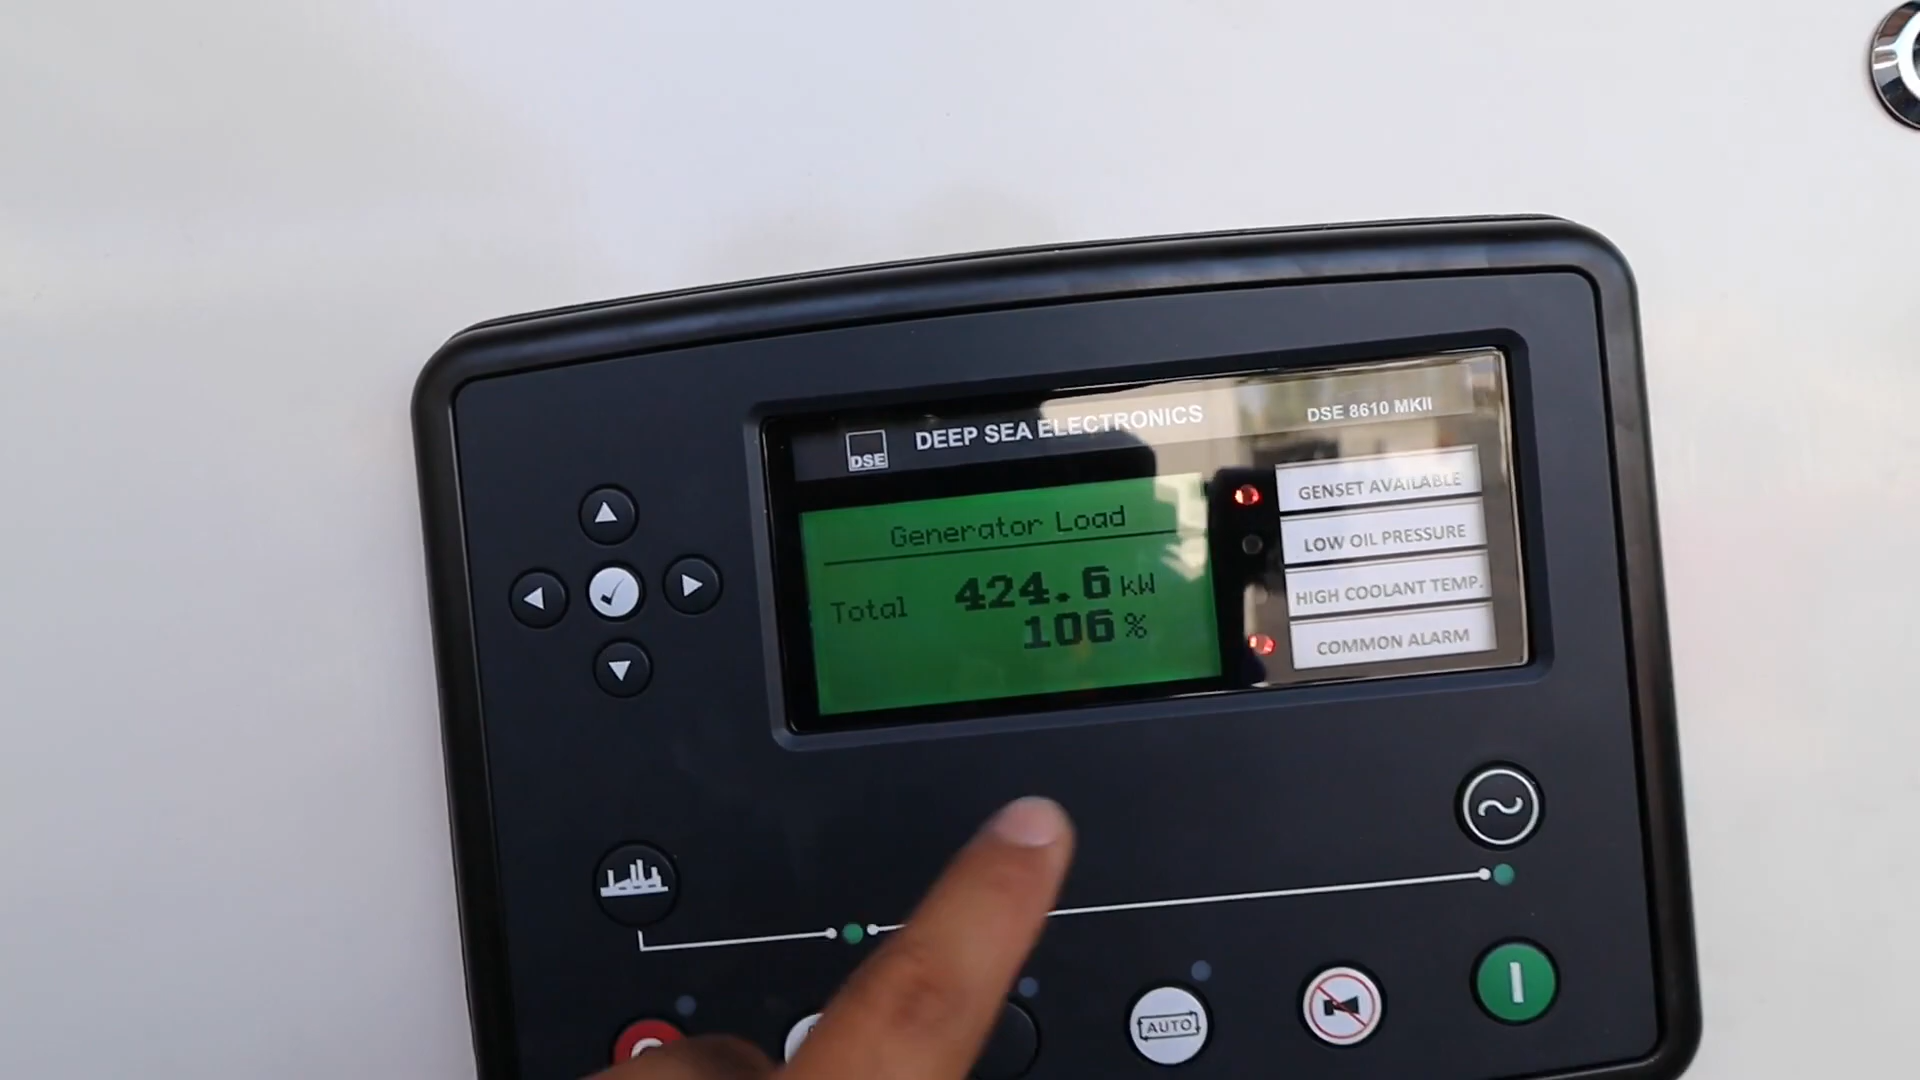 DSE
DEEP SEA ELECTRONICS
DSE 8610 MKII
Generator Load
Total 424.6 kW
106 %
GENSET AVAILABLE
LOW OIL PRESSURE
HIGH COOLANT TEMP.
COMMON ALARM
AUTO